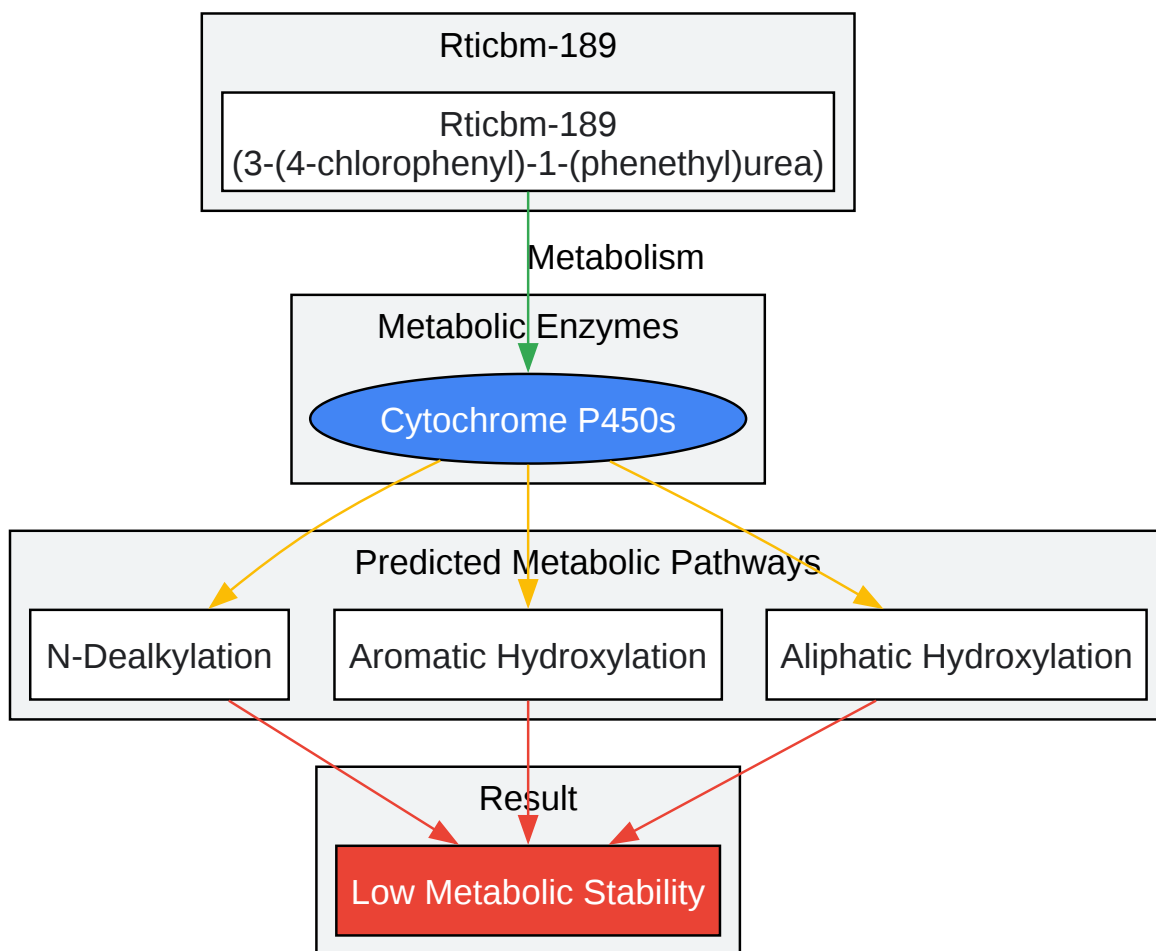 Rticbm-189
Rticbm-189
(3-(4-chlorophenyl)-1-(phenethyl)urea)
Metabolism
Metabolic Enzymes
Cytochrome P450s
Predicted Metabolic Pathways
N-Dealkylation
Aromatic Hydroxylation
Aliphatic Hydroxylation
Result
Low Metabolic Stability